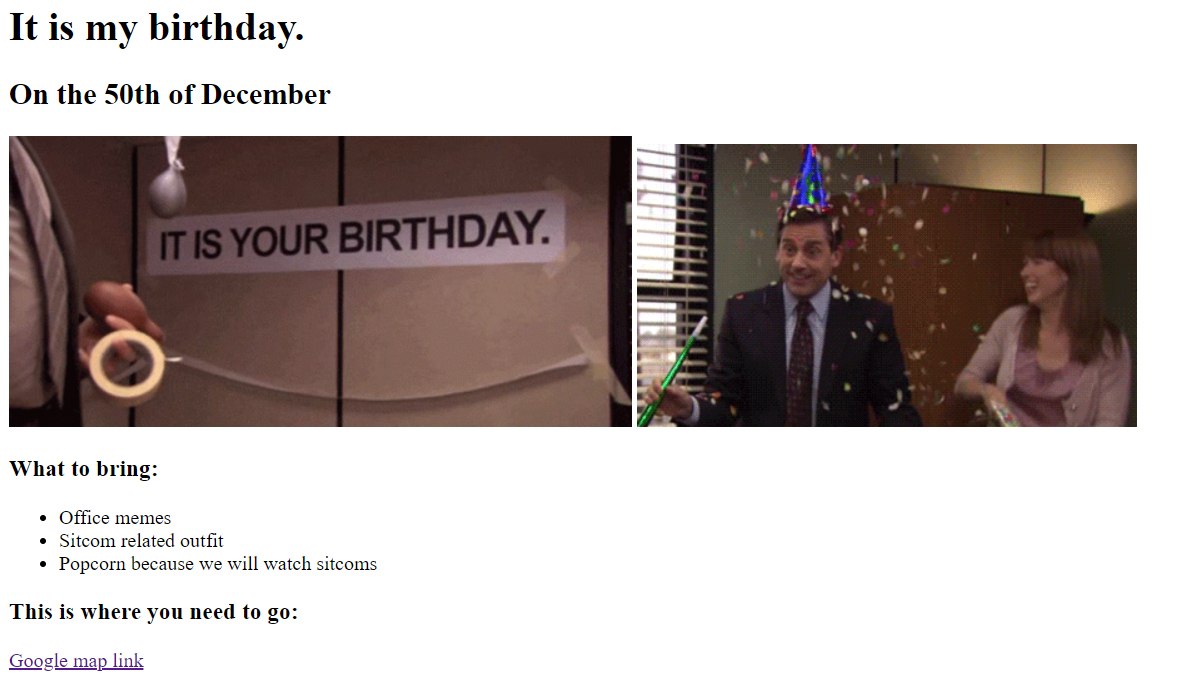 It is my birthday.
On the 50th of December
IT IS YOUR BIRTHDAY.
What to bring:
Office memes
Sitcom related outfit
Popcorn because we will watch sitcoms
This is where you need to go:
Google map link